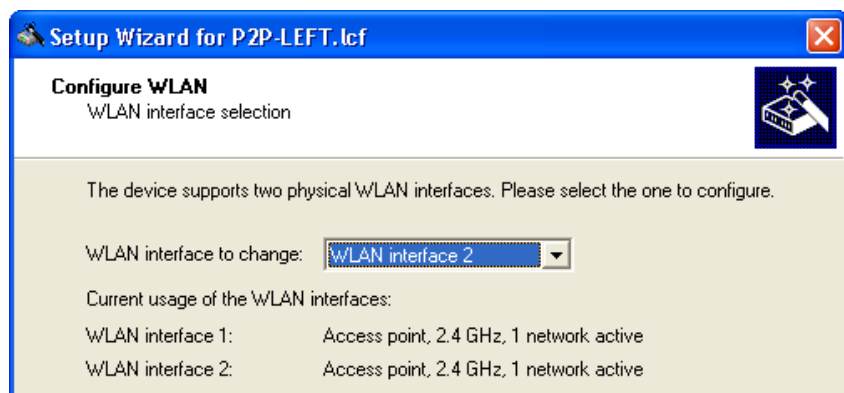 Setup Wizard for P2P-LEFT.lcf
Configure WLAN
WLAN interface selection
The device supports two physical WLAN interfaces. Please select the one to configure.
WLAN interface to change: WLAN interface 2
Current usage of the WLAN interfaces:
WLAN interface 1: Access point, 2.4 GHz, 1 network active
WLAN interface 2: Access point, 2.4 GHz, 1 network active